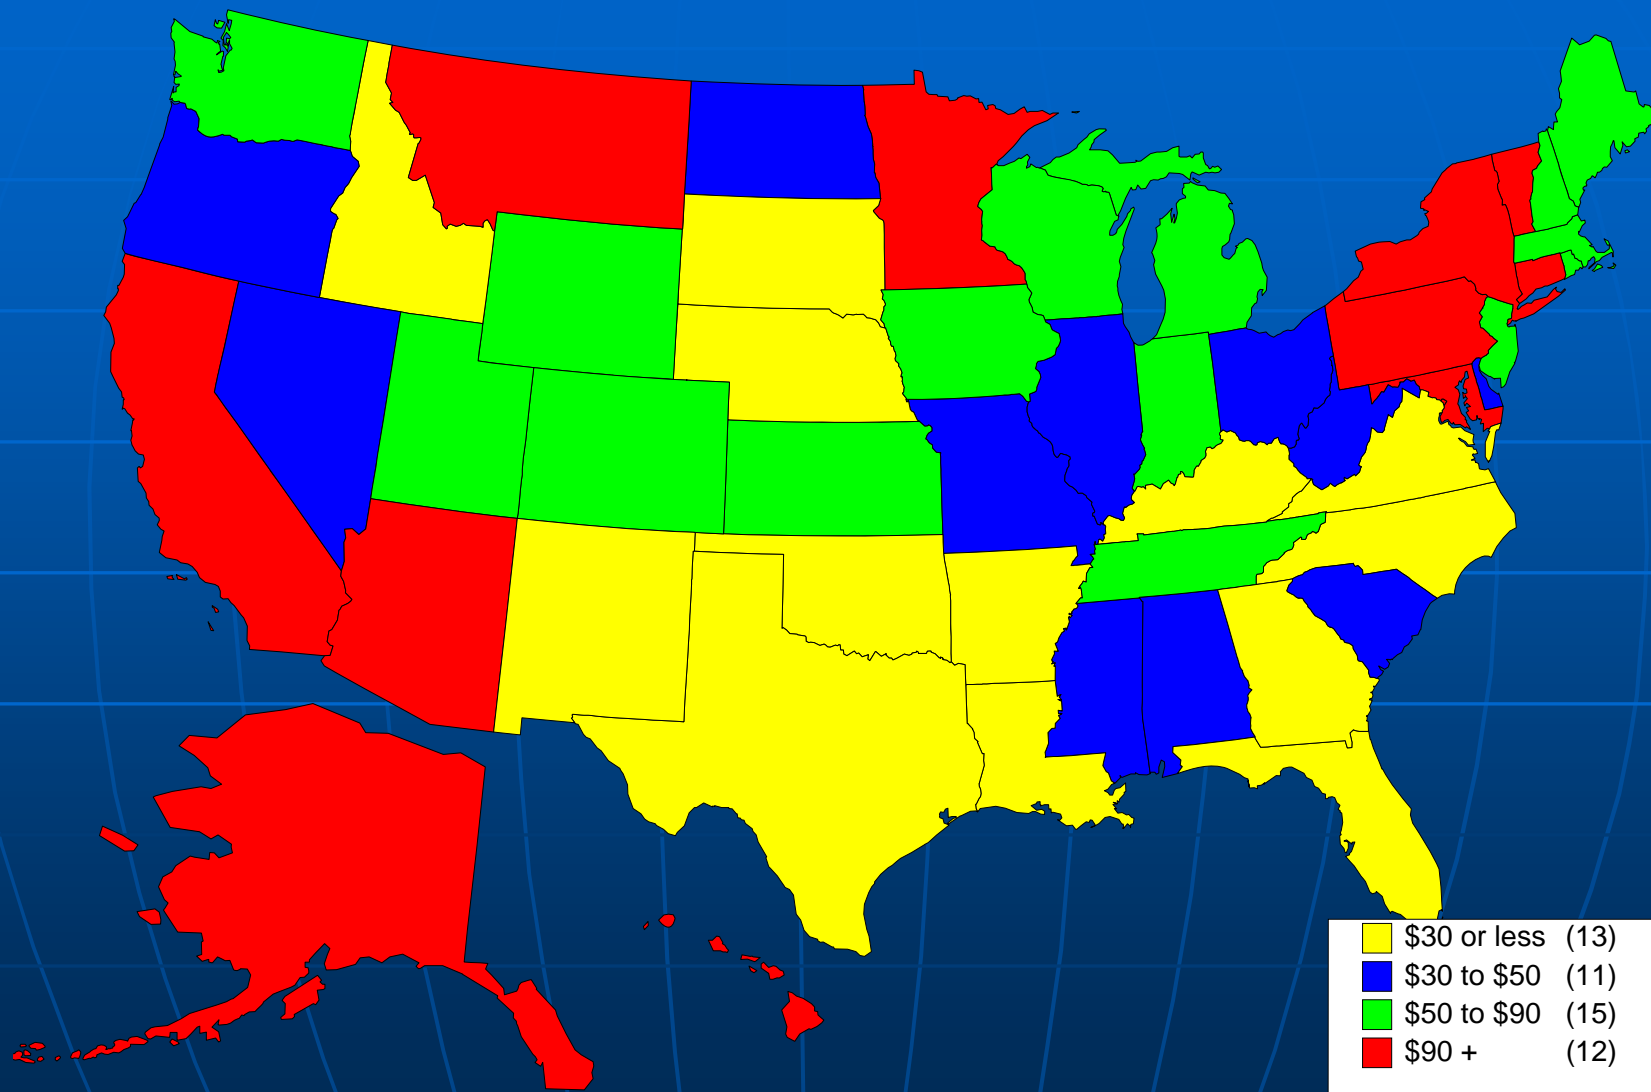 $30 or less (13)
$30 to $50 (11)
$50 to $90 (15)
$90 + (12)